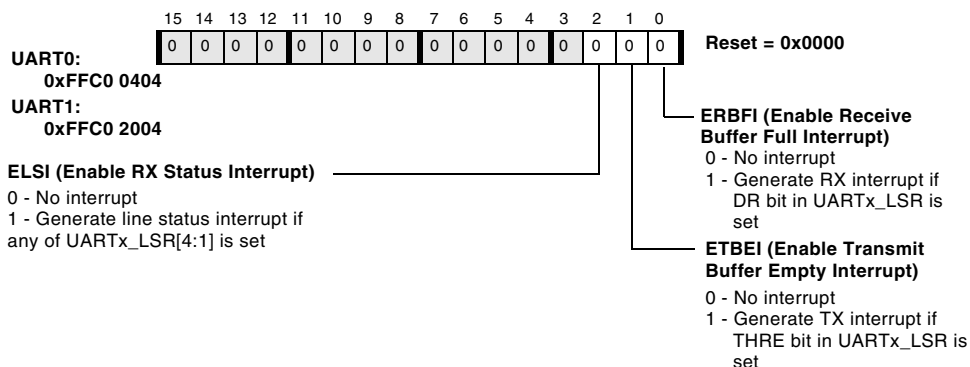 15 14 13 12 11 10 9 8 7 6 5 4 3 2 1 0
0 0 0 0 0 0 0 0 0 0 0 0 0 0 0 0
Reset = 0x0000
UART0:
0xFFC0 0404
UART1:
0xFFC0 2004
ELSI (Enable RX Status Interrupt)
0 - No interrupt
1 - Generate line status interrupt if
any of UARTx_LSR[4:1] is set
ERBFI (Enable Receive
Buffer Full Interrupt)
0 - No interrupt
1 - Generate RX interrupt if
DR bit in UARTx_LSR is
set
ETBEI (Enable Transmit
Buffer Empty Interrupt)
0 - No interrupt
1 - Generate TX interrupt if
THRE bit in UARTx_LSR is
set